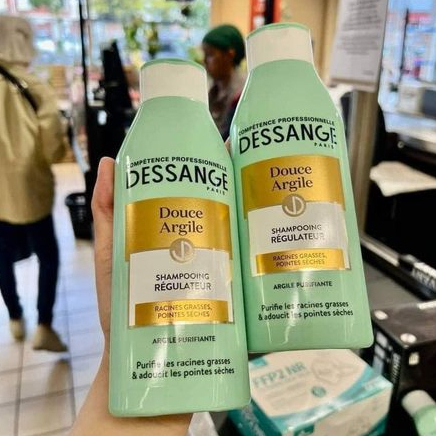 COMPÉTENCE PROFESSIONNELLE
DESSANGE
PARIS
Douce
Argile
SHAMPOOING
RÉGULATEUR
RACINES GRASSES,
POINTES SÈCHES
ARGILE PURIFIANTE
Purifie les racines grasses
& adoucit les pointes sèches
COMPÉTENCE PROFESSIONNELLE
DESSANGE
PARIS
Douce
Argile
SHAMPOOING
RÉGULATEUR
RACINES GRASSES,
POINTES SÈCHES
ARGILE PURIFIANTE
Purifie les racines grasses
& adoucit les pointes sèches
FFP2 NR